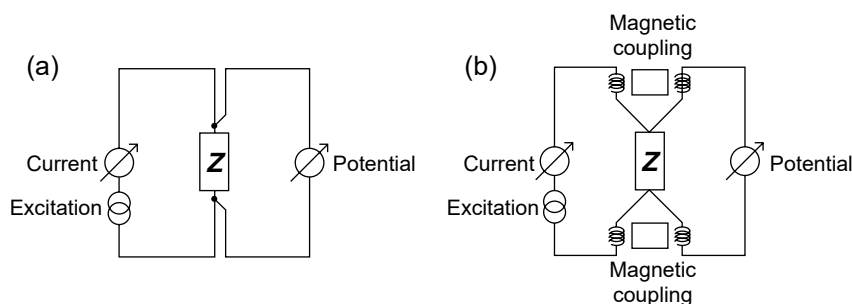 (a)
Current
Excitation
Z
Potential
(b)
Magnetic
coupling
Current
Excitation
Z
Potential
Magnetic
coupling